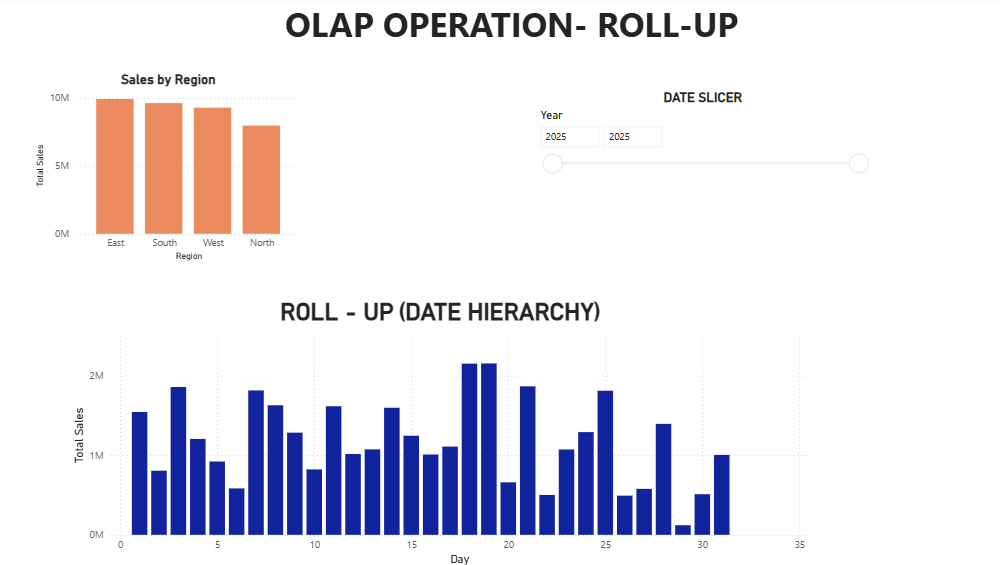 OLAP OPERATION- ROLL-UP
Sales by Region
10M
5M
0M
Total Sales
East South West North
Region
DATE SLICER
Year
2025 2025
ROLL - UP (DATE HIERARCHY)
2M
1M
0M
Total Sales
0 5 10 15 20 25 30 35
Day